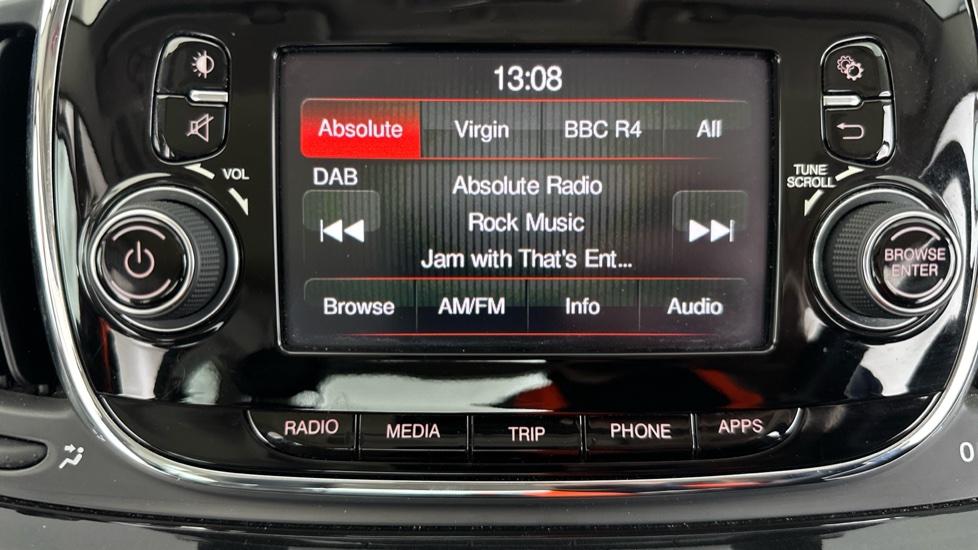 13:08
Absolute Virgin BBC R4 All
VOL
DAB
Absolute Radio
Rock Music
Jam with That's Ent...
TUNE
SCROLL
BROWSE
ENTER
Browse AM/FM Info Audio
RADIO MEDIA TRIP PHONE APPS
0